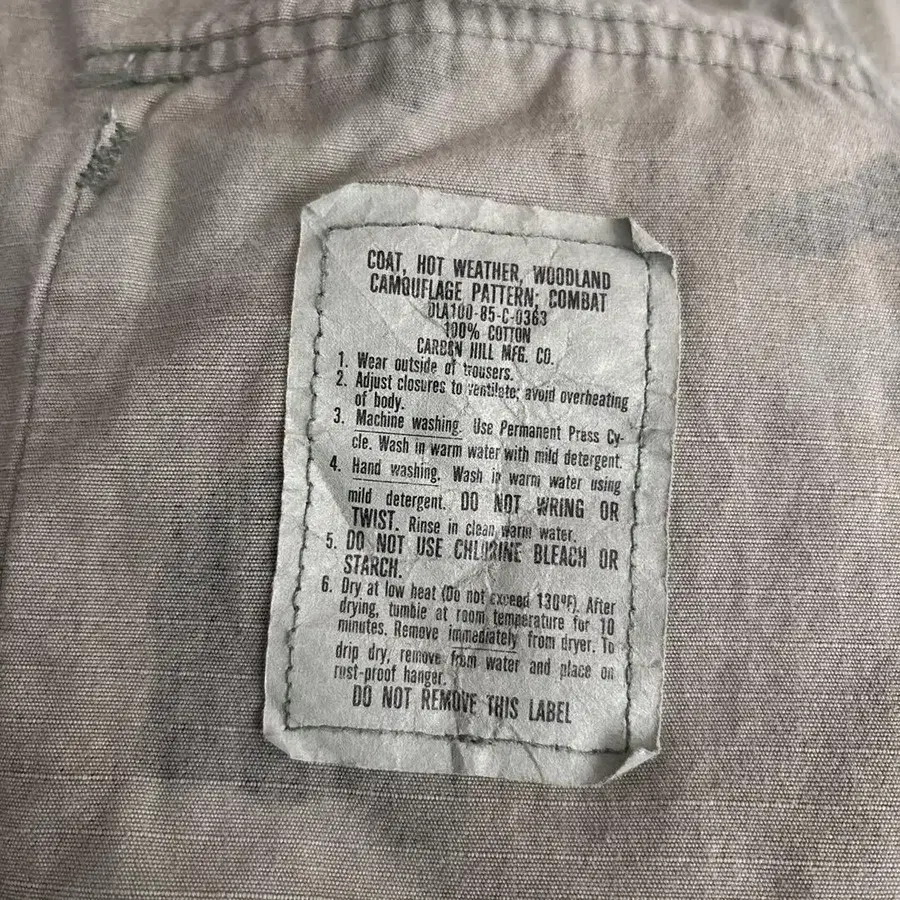 COAT, HOT WEATHER, WOODLAND
CAMOUFLAGE PATTERN; COMBAT
DLA100-85-C-0363
100% COTTON
CARBON HILL MFG. CO.
1. Wear outside of trousers.
2. Adjust closures to ventilate; avoid overheating
of body.
3. Machine washing. Use Permanent Press Cy-
cle. Wash in warm water with mild detergent.
4. Hand washing. Wash in warm water using
mild detergent. DO NOT WRING OR
TWIST. Rinse in clean warm water.
5. DO NOT USE CHLORINE BLEACH OR
STARCH.
6. Dry at low heat (Do not exceed 130ºF). After
drying, tumble at room temperature for 10
minutes. Remove immediately from dryer. To
drip dry, remove from water and place on
rust-proof hanger.
DO NOT REMOVE THIS LABEL